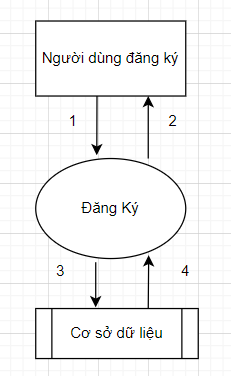 Người dùng đăng ký
1
2
Đăng Ký
3
4
Cơ sở dữ liệu